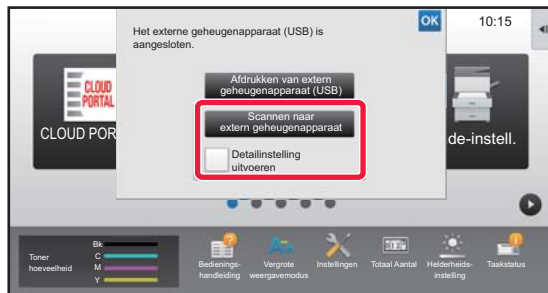 Het externe geheugenapparaat (USB) is
aangesloten.
OK
10:15
Afdrukken van extern
geheugenapparaat (USB)
Scannen naar
extern geheugenapparaat
Detailinstelling
uitvoeren
CLOUD
PORTAL
CLOUD POR
de-instell.
Toner
hoeveelheid
Bk
C
M
Y
Bedienings-
handleiding
Vergrote
weergavemodus
Instellingen
Totaal Aantal
Helderheids-
instelling
Taakstatus